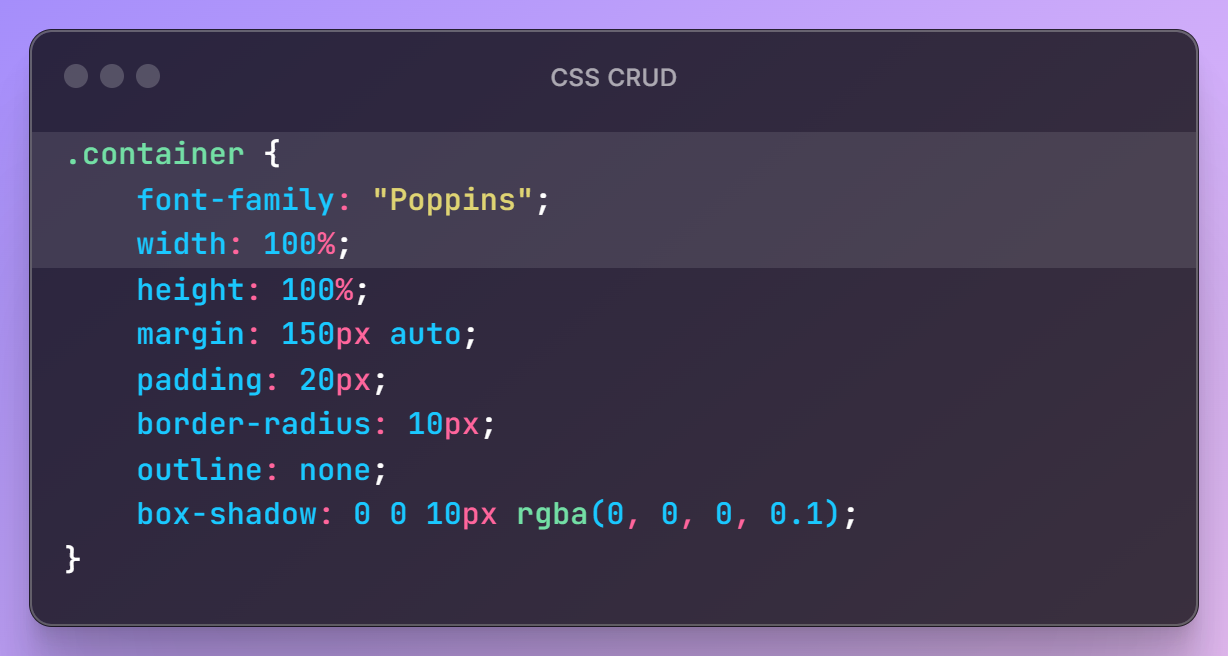 CSS CRUD
.container {
    font-family: "Poppins";
    width: 100%;
    height: 100%;
    margin: 150px auto;
    padding: 20px;
    border-radius: 10px;
    outline: none;
    box-shadow: 0 0 10px rgba(0, 0, 0, 0.1);
}